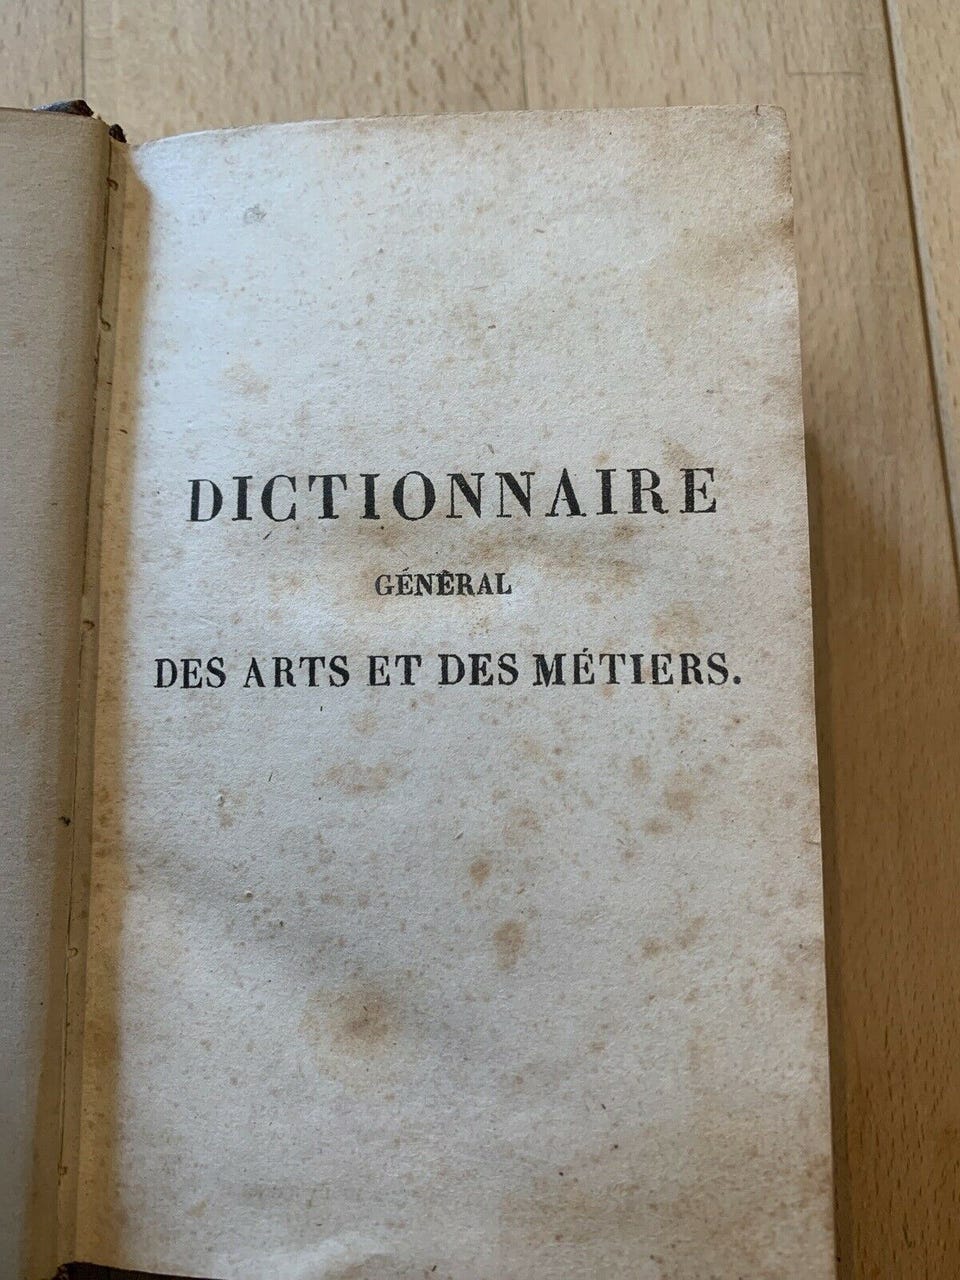 DICTIONNAIRE
GÉNÉRAL
DES ARTS ET DES MÉTIERS.